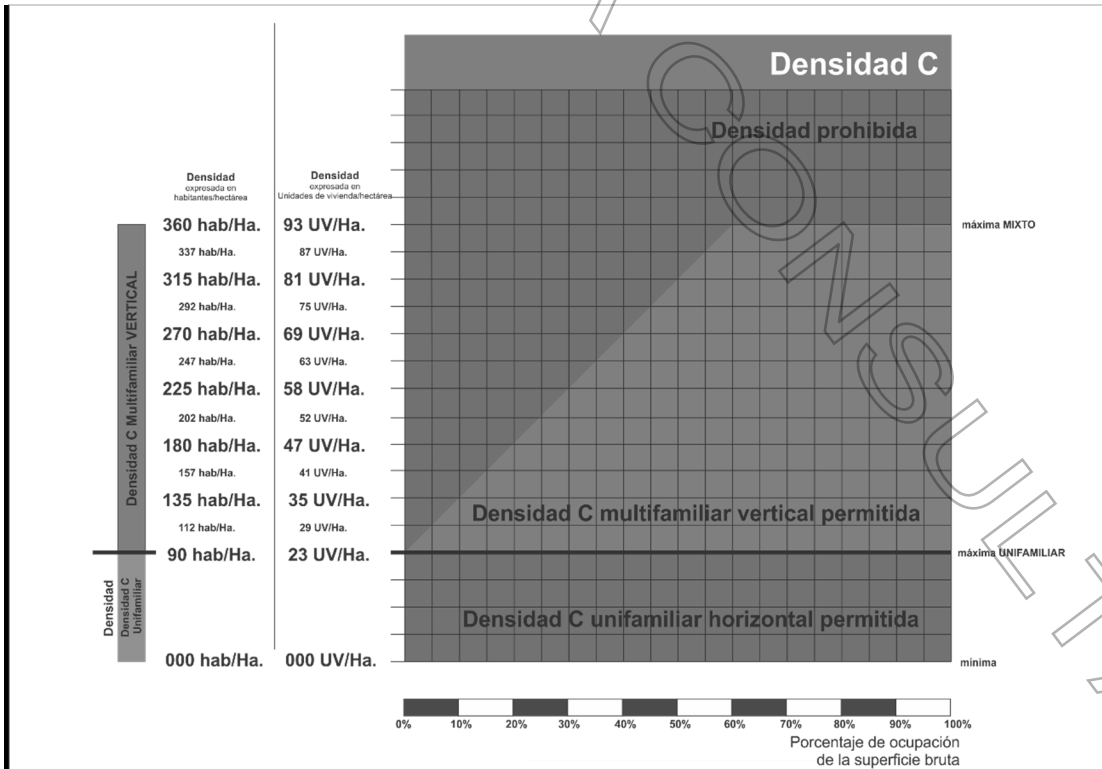 Densidad C
Densidad prohibida
Densidad
expresada en
habitantes/hectárea
Densidad
expresada en
Unidades de vivienda/hectárea
360 hab/Ha. 93 UV/Ha. máxima MIXTO
337 hab/Ha. 87 UV/Ha.
315 hab/Ha. 81 UV/Ha.
292 hab/Ha. 75 UV/Ha.
270 hab/Ha. 69 UV/Ha.
247 hab/Ha. 63 UV/Ha.
225 hab/Ha. 58 UV/Ha.
202 hab/Ha. 52 UV/Ha.
180 hab/Ha. 47 UV/Ha.
157 hab/Ha. 41 UV/Ha.
135 hab/Ha. 35 UV/Ha.
Densidad C multifamiliar vertical permitida
112 hab/Ha. 29 UV/Ha.
90 hab/Ha. 23 UV/Ha. máxima UNIFAMILIAR
Densidad C Multifamiliar VERTICAL
Densidad
Densidad C
Unifamiliar
Densidad C unifamiliar horizontal permitida
000 hab/Ha. 000 UV/Ha. mínima
0% 10% 20% 30% 40% 50% 60% 70% 80% 90% 100%
Porcentaje de ocupación
de la superficie bruta
CONSULT